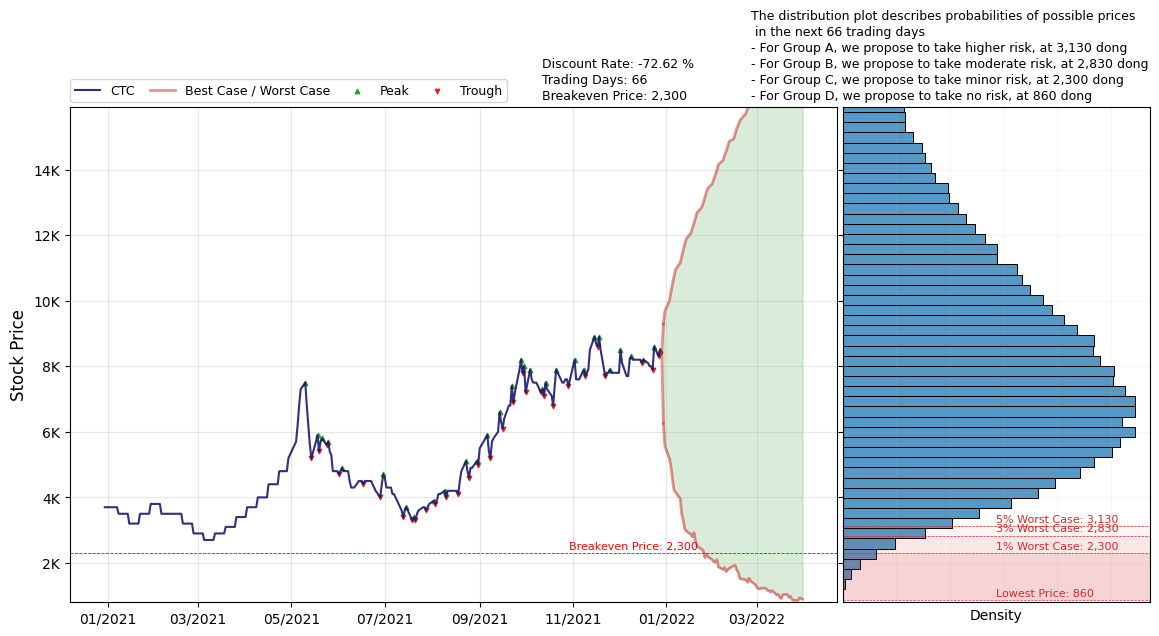 The distribution plot describes probabilities of possible prices
in the next 66 trading days
- For Group A, we propose to take higher risk, at 3,130 dong
- For Group B, we propose to take moderate risk, at 2,830 dong
- For Group C, we propose to take minor risk, at 2,300 dong
- For Group D, we propose to take no risk, at 860 dong
Discount Rate: -72.62 %
Trading Days: 66
Breakeven Price: 2,300
CTC
Best Case / Worst Case
Peak
Trough
Stock Price
14K
12K
10K
8K
6K
4K
2K
Breakeven Price: 2,300
5% Worst Case: 3,130
3% Worst Case: 2,830
1% Worst Case: 2,300
Lowest Price: 860
01/2021
03/2021
05/2021
07/2021
09/2021
11/2021
01/2022
03/2022
Density